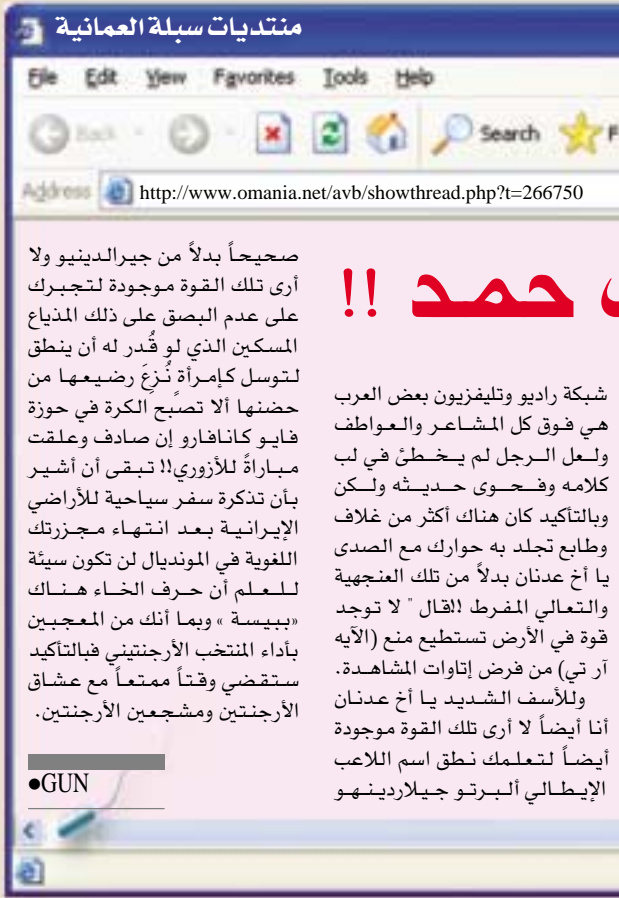 منتديات سبلة العمانية
File Edit View Favorites Tools Help
Back Search F
Address http://www.omania.net/avb/showthread.php?t=266750
حمد !!
شبكة راديو وتليفزيون بعض العرب
هي فوق كل المشاعر والعواطف
ولعل الرجل لم يخطئ في لب
كلامه وفحوى حديثه ولكن
وبالتأكيد كان هناك أكثر من غلاف
وطابع تجلد به حوارك مع الصدى
يا أخ عدنان بدلاً من تلك العنجهية
والتعالي المفرط !!قال " لا توجد
قوة في الأرض تستطيع منع (الآيه
آر تي) من فرض إتاوات المشاهدة.
وللأسف الشديد يا أخ عدنان
أنا أيضاً لا أرى تلك القوة موجودة
أيضاً لتعلمك نطق اسم اللاعب
الإيطالي ألبرتو جيلاردينهو
صحيحاً بدلاً من جيرالدينيو ولا
أرى تلك القوة موجودة لتجبرك
على عدم البصق على ذلك المذياع
المسكين الذي لو قُدر له أن ينطق
لتوسل كإمرأة نُزِعَ رضيعها من
حضنها ألا تصبح الكرة في حوزة
فابو كانافارو إن صادف وعلقت
مباراةً للأزوري!! تبقى أن أشير
بأن تذكرة سفر سياحية للأراضي
الإيرانية بعد انتهاء مجزرتك
اللغوية في المونديال لن تكون سيئة
للعلم أن حرف الخاء هناك
«ببيسة » وبما أنك من المعجبين
بأداء المنتخب الأرجنتيني فبالتأكيد
ستقضي وقتاً ممتعاً مع عشاق
الأرجنتين ومشجعين الأرجنتين.
●GUN